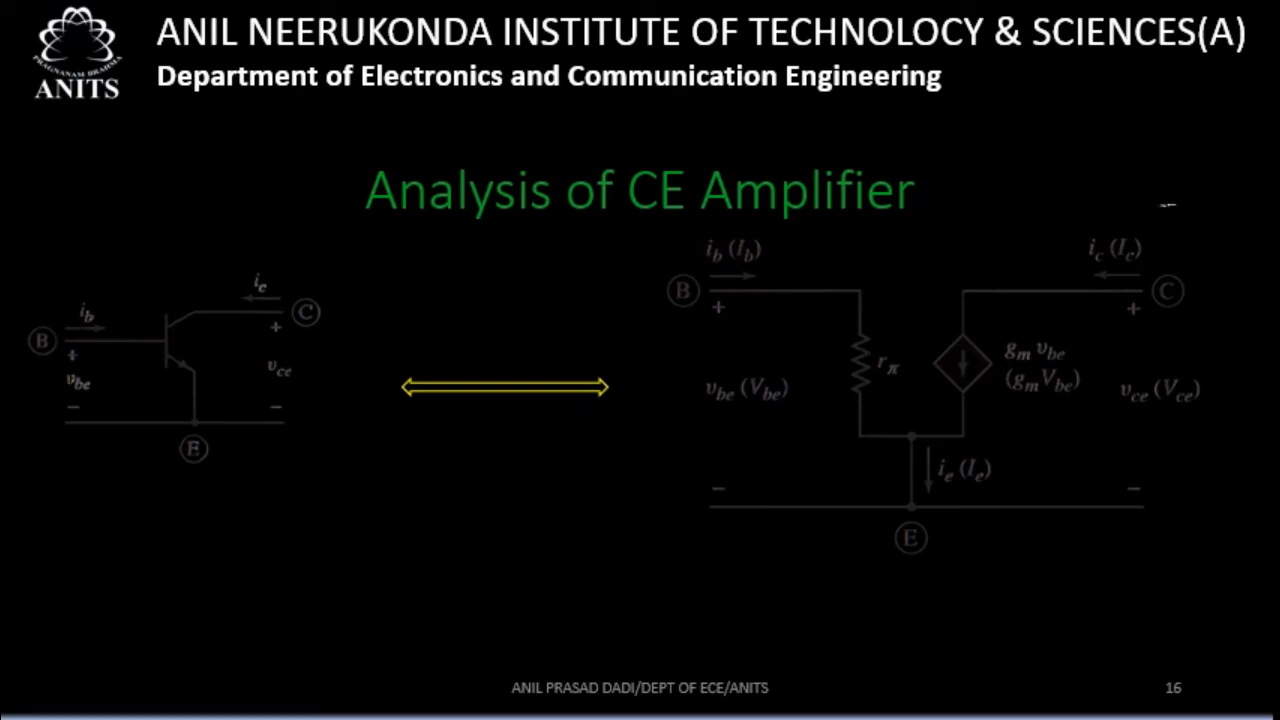 ANIL NEERUKONDA INSTITUTE OF TECHNOLOCY & SCIENCES(A)
Department of Electronics and Communication Engineering
PRAGNANAM BRAHMA
ANITS
Analysis of CE Amplifier
i_b (I_b)
i_c (I_c)
B
+
C
+
i_c
i_b
C
+
B
+
v_be
v_ce
−
−
E
r_π
g_m v_be
(g_m V_be)
v_be (V_be)
v_ce (V_ce)
i_e (I_e)
−
−
E
ANIL PRASAD DADI/DEPT OF ECE/ANITS
16